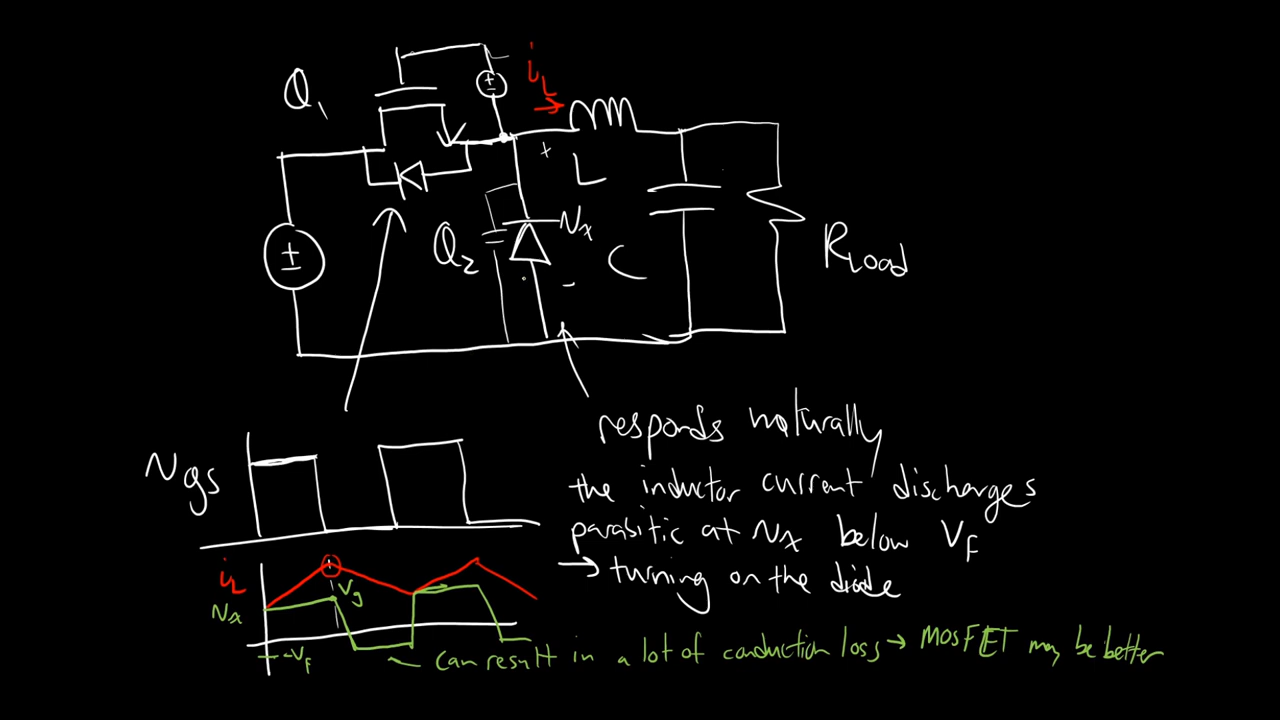 Q1
±
iL
+
L
Vx
Q2
±
C
-
RLoad
Vgs
responds naturally
the inductor current discharges
parasitic at Vx below VF
→ turning on the diode
iL
Vg
Vx
-VF
can result in a lot of conduction loss → MOSFET may be better